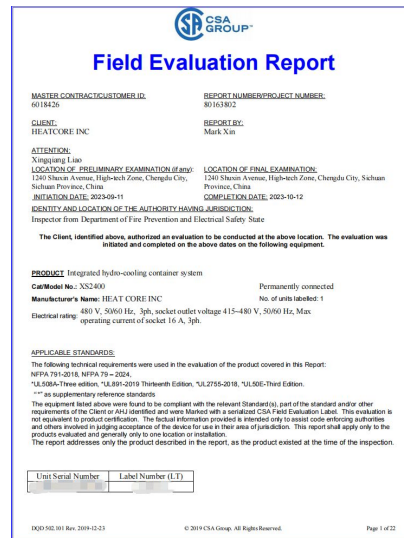 CSA
GROUP™
Field Evaluation Report
MASTER CONTRACT/CUSTOMER ID:
6018426
REPORT NUMBER/PROJECT NUMBER:
80163802
CLIENT:
HEATCORE INC
REPORT BY:
Mark Xin
ATTENTION:
Xingqiang Liao
LOCATION OF PRELIMINARY EXAMINATION (if any):
1240 Shuxin Avenue, High-tech Zone, Chengdu City,
Sichuan Province, China
LOCATION OF FINAL EXAMINATION:
1240 Shuxin Avenue, High-tech Zone, Chengdu City, Sichuan
Province, China
INITIATION DATE: 2023-09-11
COMPLETION DATE: 2023-10-12
IDENTITY AND LOCATION OF THE AUTHORITY HAVING JURISDICTION:
Inspector from Department of Fire Prevention and Electrical Safety State
The Client, identified above, authorized an evaluation to be conducted at the above location. The evaluation was
initiated and completed on the above dates on the following equipment.
PRODUCT Integrated hydro-cooling container system
Cat/Model No.: XS2400
Permanently connected
Manufacturer's Name: HEAT CORE INC
No. of units labelled: 1
Electrical rating: 480 V, 50/60 Hz, 3ph, socket outlet voltage 415~480 V, 50/60 Hz, Max
operating current of socket 16 A, 3ph.
APPLICABLE STANDARDS:
The following technical requirements were used in the evaluation of the product covered in this Report:
NFPA 791-2018, NFPA 79 – 2024,
*UL508A-Three edition, *UL891-2019 Thirteenth Edition, *UL2755-2018, *UL50E-Third Edition.
"*" as supplementary reference standards
The equipment listed above were found to be compliant with the relevant Standard(s), part of the standard and/or other
requirements of the Client or AHJ identified and were Marked with a serialized CSA Field Evaluation Label. This evaluation is
not equivalent to product certification. The factual information provided is intended only to assist code enforcing authorities
and others involved in judging acceptance of the device for use in their area of jurisdiction. This report shall apply only to the
products evaluated and generally only to one location or installation.
The report addresses only the product described in the report, as the product existed at the time of the inspection.
Unit Serial Number
Label Number (LT)
DQD 502.101 Rev. 2019-12-23
© 2019 CSA Group. All Rights Reserved.
Page 1 of 22